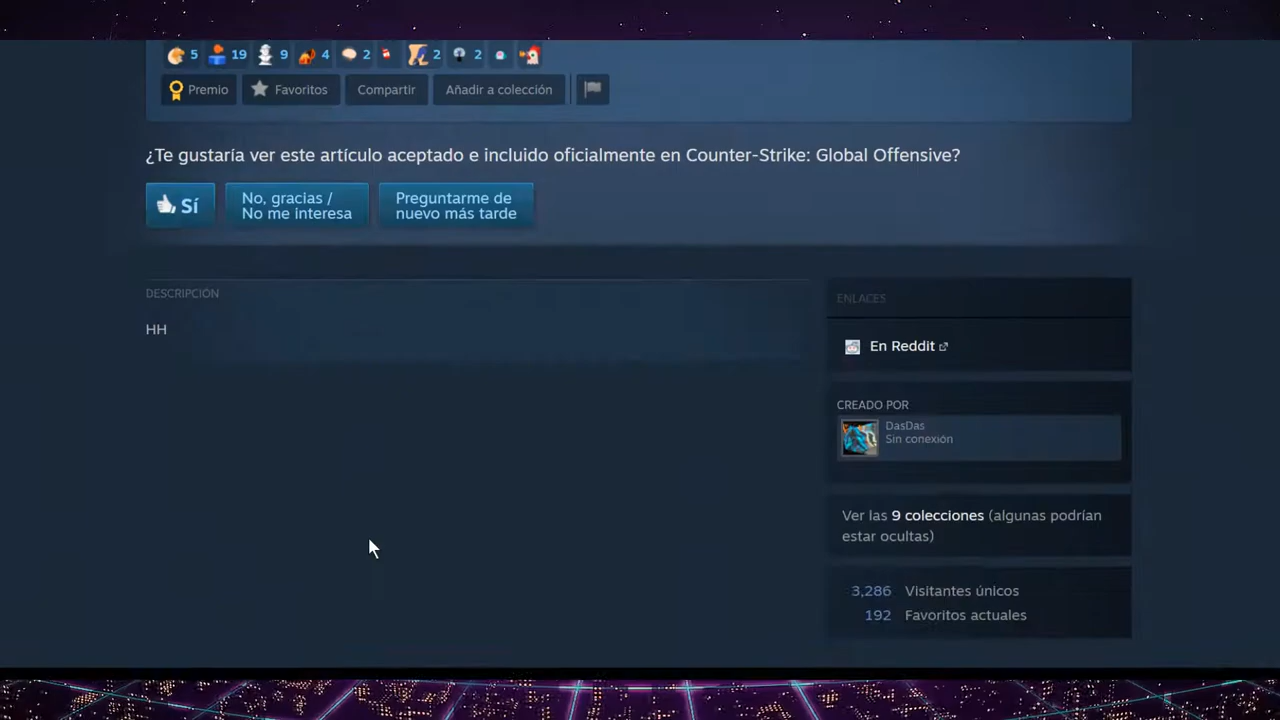 5 19 9 4 2 2 2
Premio Favoritos Compartir Añadir a colección
¿Te gustaría ver este artículo aceptado e incluido oficialmente en Counter-Strike: Global Offensive?
Sí
No, gracias /
No me interesa
Preguntarme de
nuevo más tarde
DESCRIPCIÓN
HH
ENLACES
En Reddit
CREADO POR
DasDas
Sin conexión
Ver las 9 colecciones (algunas podrían
estar ocultas)
3,286 Visitantes únicos
192 Favoritos actuales